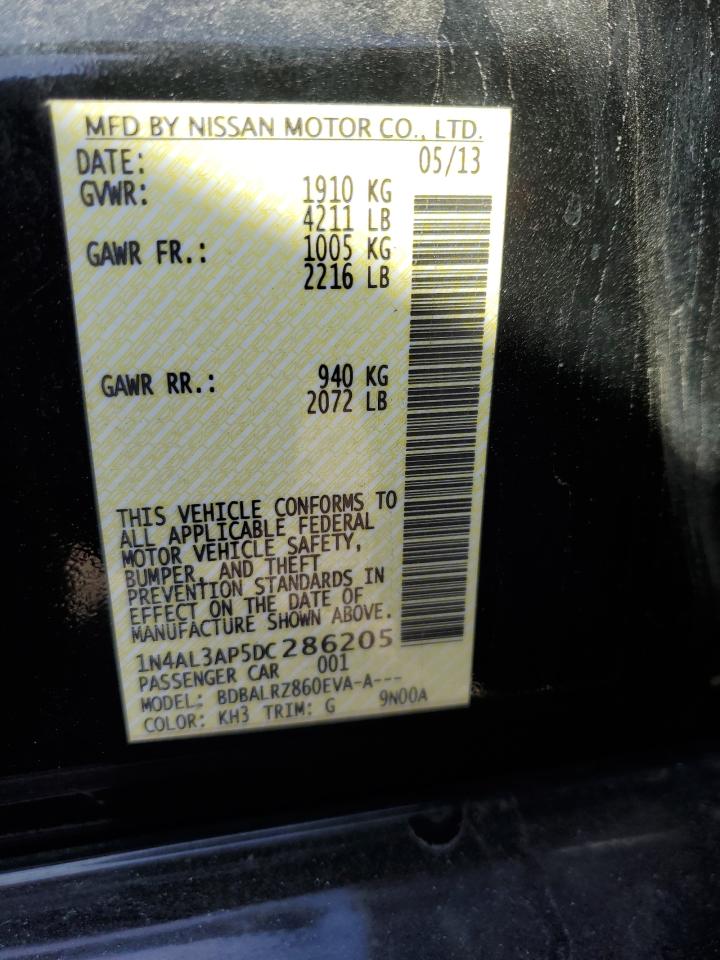 MFD BY NISSAN MOTOR CO., LTD.
DATE: 05/13
GVWR: 1910 KG
4211 LB
GAWR FR.: 1005 KG
2216 LB
GAWR RR.: 940 KG
2072 LB
THIS VEHICLE CONFORMS TO
ALL APPLICABLE FEDERAL
MOTOR VEHICLE SAFETY,
BUMPER, AND THEFT
PREVENTION STANDARDS IN
EFFECT ON THE DATE OF
MANUFACTURE SHOWN ABOVE.
1N4AL3AP5DC286205
PASSENGER CAR 001
MODEL: BDBALRZ860EVA-A---
COLOR: KH3 TRIM: G 9N00A